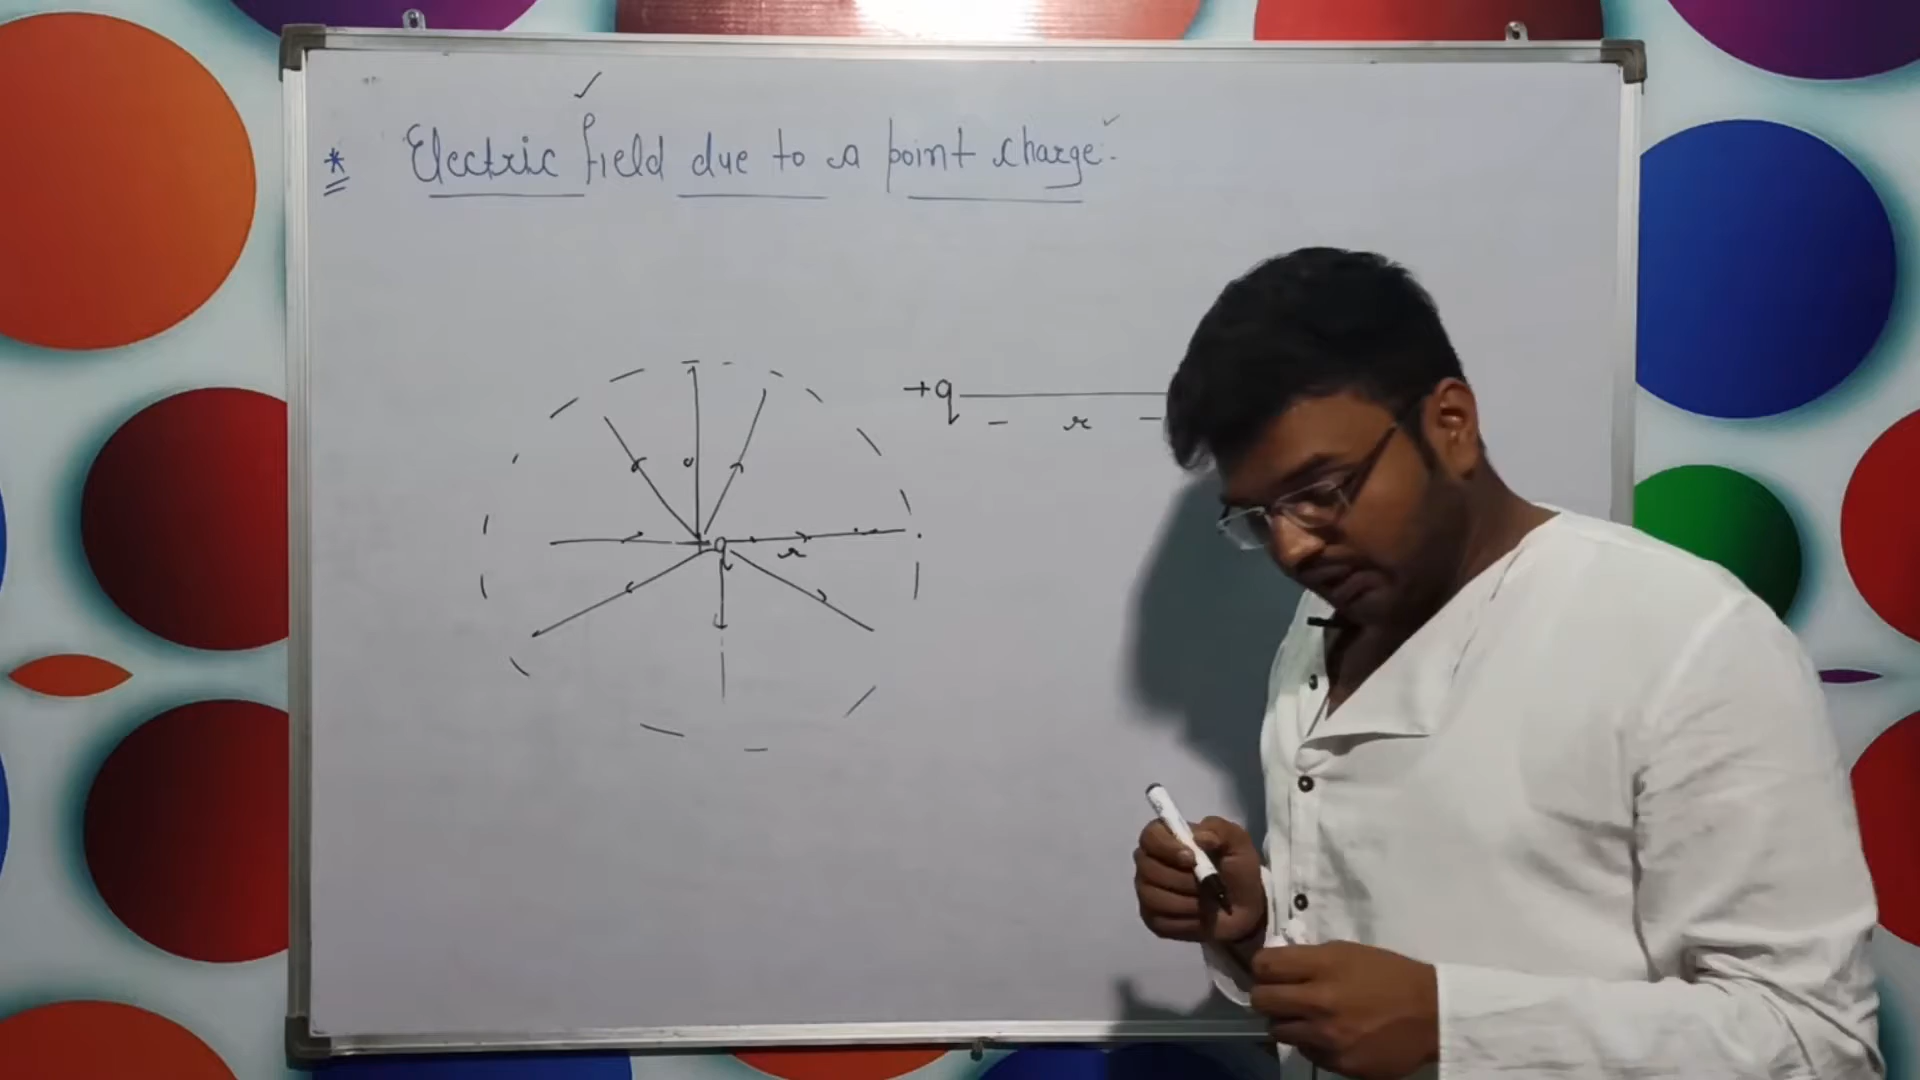 * Electric field due to a point charge.
+q
- r -
+q
r